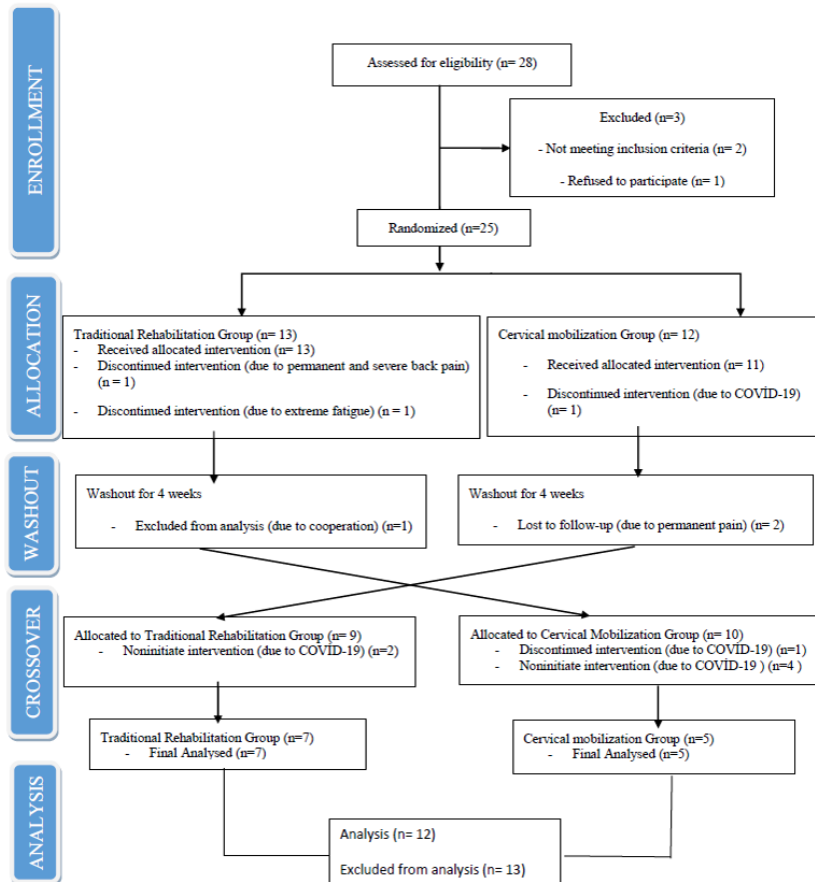 ENROLLMENT
Assessed for eligibility (n= 28)
Excluded (n=3)
- Not meeting inclusion criteria (n= 2)
- Refused to participate (n= 1)
Randomized (n=25)
ALLOCATION
Traditional Rehabilitation Group (n= 13)
- Received allocated intervention (n= 13)
- Discontinued intervention (due to permanent and severe back pain)
(n = 1)
- Discontinued intervention (due to extreme fatigue) (n = 1)
Cervical mobilization Group (n= 12)
- Received allocated intervention (n= 11)
- Discontinued intervention (due to COVİD-19)
(n= 1)
WASHOUT
Washout for 4 weeks
- Excluded from analysis (due to cooperation) (n=1)
Washout for 4 weeks
- Lost to follow-up (due to permanent pain) (n= 2)
CROSSOVER
Allocated to Traditional Rehabilitation Group (n= 9)
- Noninitiate intervention (due to COVİD-19) (n=2)
Allocated to Cervical Mobilization Group (n= 10)
- Discontinued intervention (due to COVİD-19) (n=1)
- Noninitiate intervention (due to COVİD-19 ) (n=4 )
Traditional Rehabilitation Group (n=7)
- Final Analysed (n=7)
Cervical mobilization Group (n=5)
- Final Analysed (n=5)
ANALYSIS
Analysis (n= 12)
Excluded from analysis (n= 13)